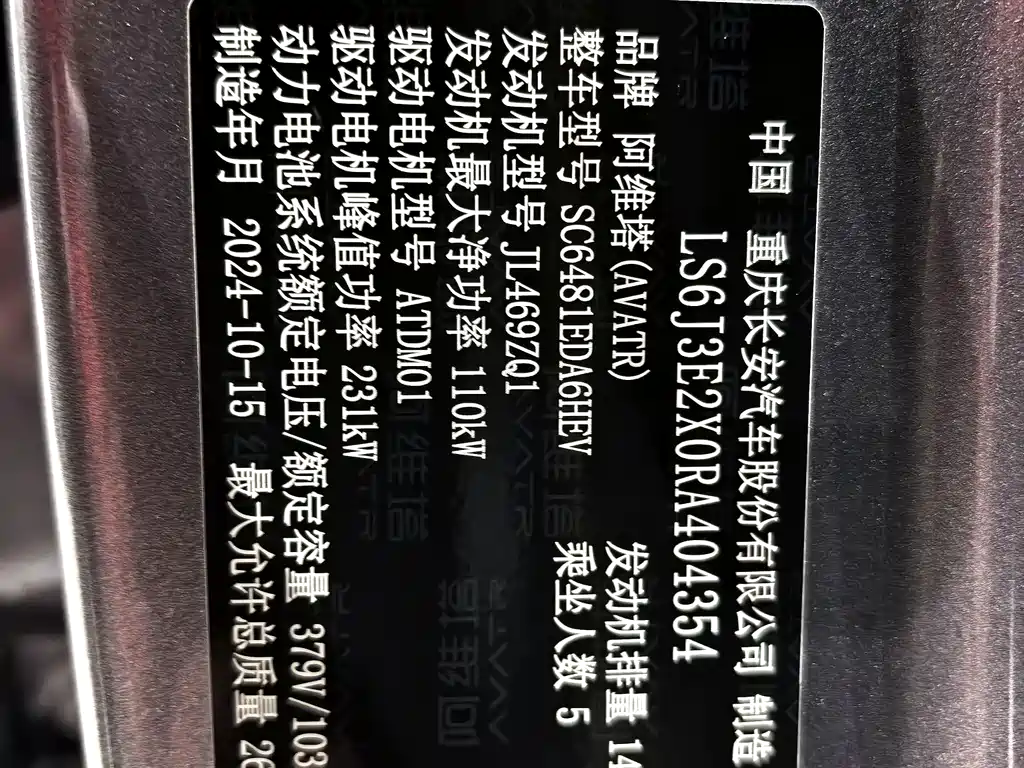 中国 重庆长安汽车股份有限公司 制造
LS6J3E2X0RA404354
品牌 阿维塔(AVATR) 发动机排量 14
整车型号 SC6481EDA6HEV 乘坐人数 5
发动机型号 JL469ZQ1
发动机最大净功率 110kW
驱动电机型号 ATDM01
驱动电机峰值功率 231kW
动力电池系统额定电压/额定容量 379V/103
制造年月 2024-10-15 最大允许总质量 26